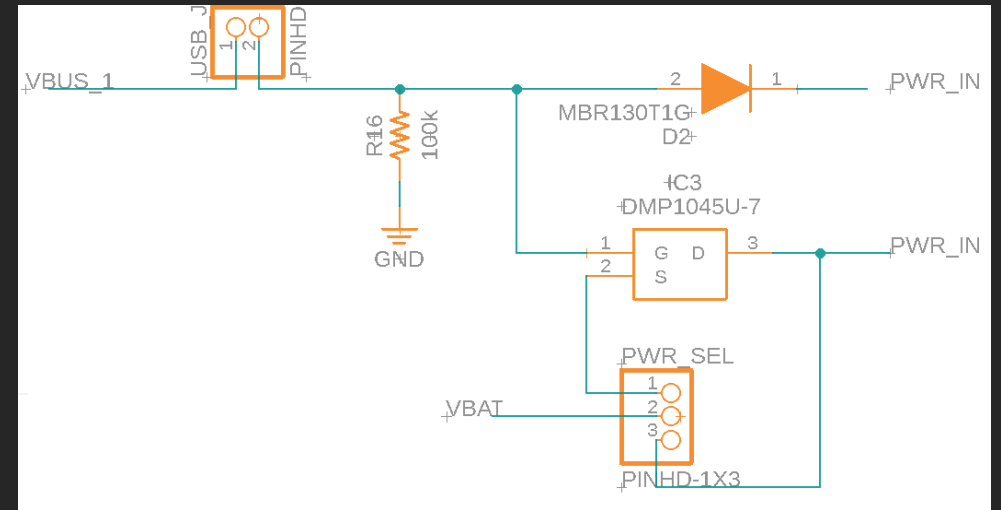 USB_J
1
2
PINHD
VBUS_1
2
1
PWR_IN
MBR130T1G
D2
R16
100k
GND
IC3
DMP1045U-7
1
G
D
3
PWR_IN
2
S
PWR_SEL
1
VBAT
2
3
PINHD-1X3